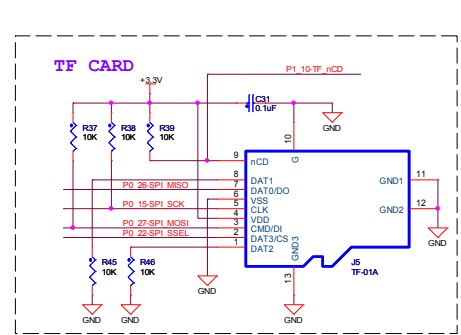 TF CARD
+3.3V
P1_10-TF_nCD
C31
0.1uF
GND
R37
10K
R38
10K
R39
10K
10
G
9
nCD
8
DAT1
P0_26-SPI_MISO
7
DAT0/DO
6
VSS
P0_15-SPI_SCK
5
CLK
4
VDD
P0_27-SPI_MOSI
3
CMD/DI
P0_22-SPI_SSEL
2
DAT3/CS
1
DAT2
GND1
11
GND2
12
GND
GND3
13
J5
TF-01A
R45
10K
R46
10K
GND
GND
GND
GND